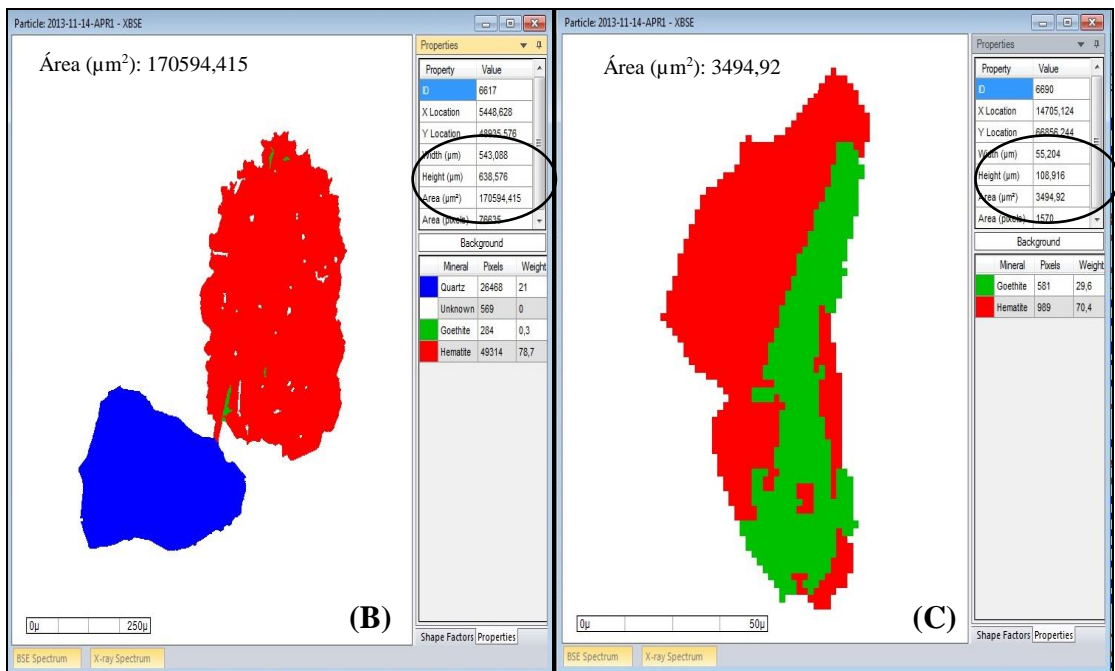 Particle: 2013-11-14-APR1 - XBSE
Área (µm²): 170594,415
Properties
Property Value
ID 6617
X Location 5448,628
Y Location 48935,576
Width (µm) 543,088
Height (µm) 638,576
Area (µm²) 170594,415
Area (pixels) 76635
Background
Mineral Pixels Weight
Quartz 26468 21
Unknown 569 0
Goethite 284 0,3
Hematite 49314 78,7
0µ 250µ
(B)
Shape Factors Properties
BSE Spectrum X-ray Spectrum
Particle: 2013-11-14-APR1 - XBSE
Área (µm²): 3494,92
Properties
Property Value
ID 6690
X Location 14705,124
Y Location 66856,244
Width (µm) 55,204
Height (µm) 108,916
Area (µm²) 3494,92
Area (pixels) 1570
Background
Mineral Pixels Weight
Goethite 581 29,6
Hematite 989 70,4
0µ 50µ
(C)
Shape Factors Properties
BSE Spectrum X-ray Spectrum